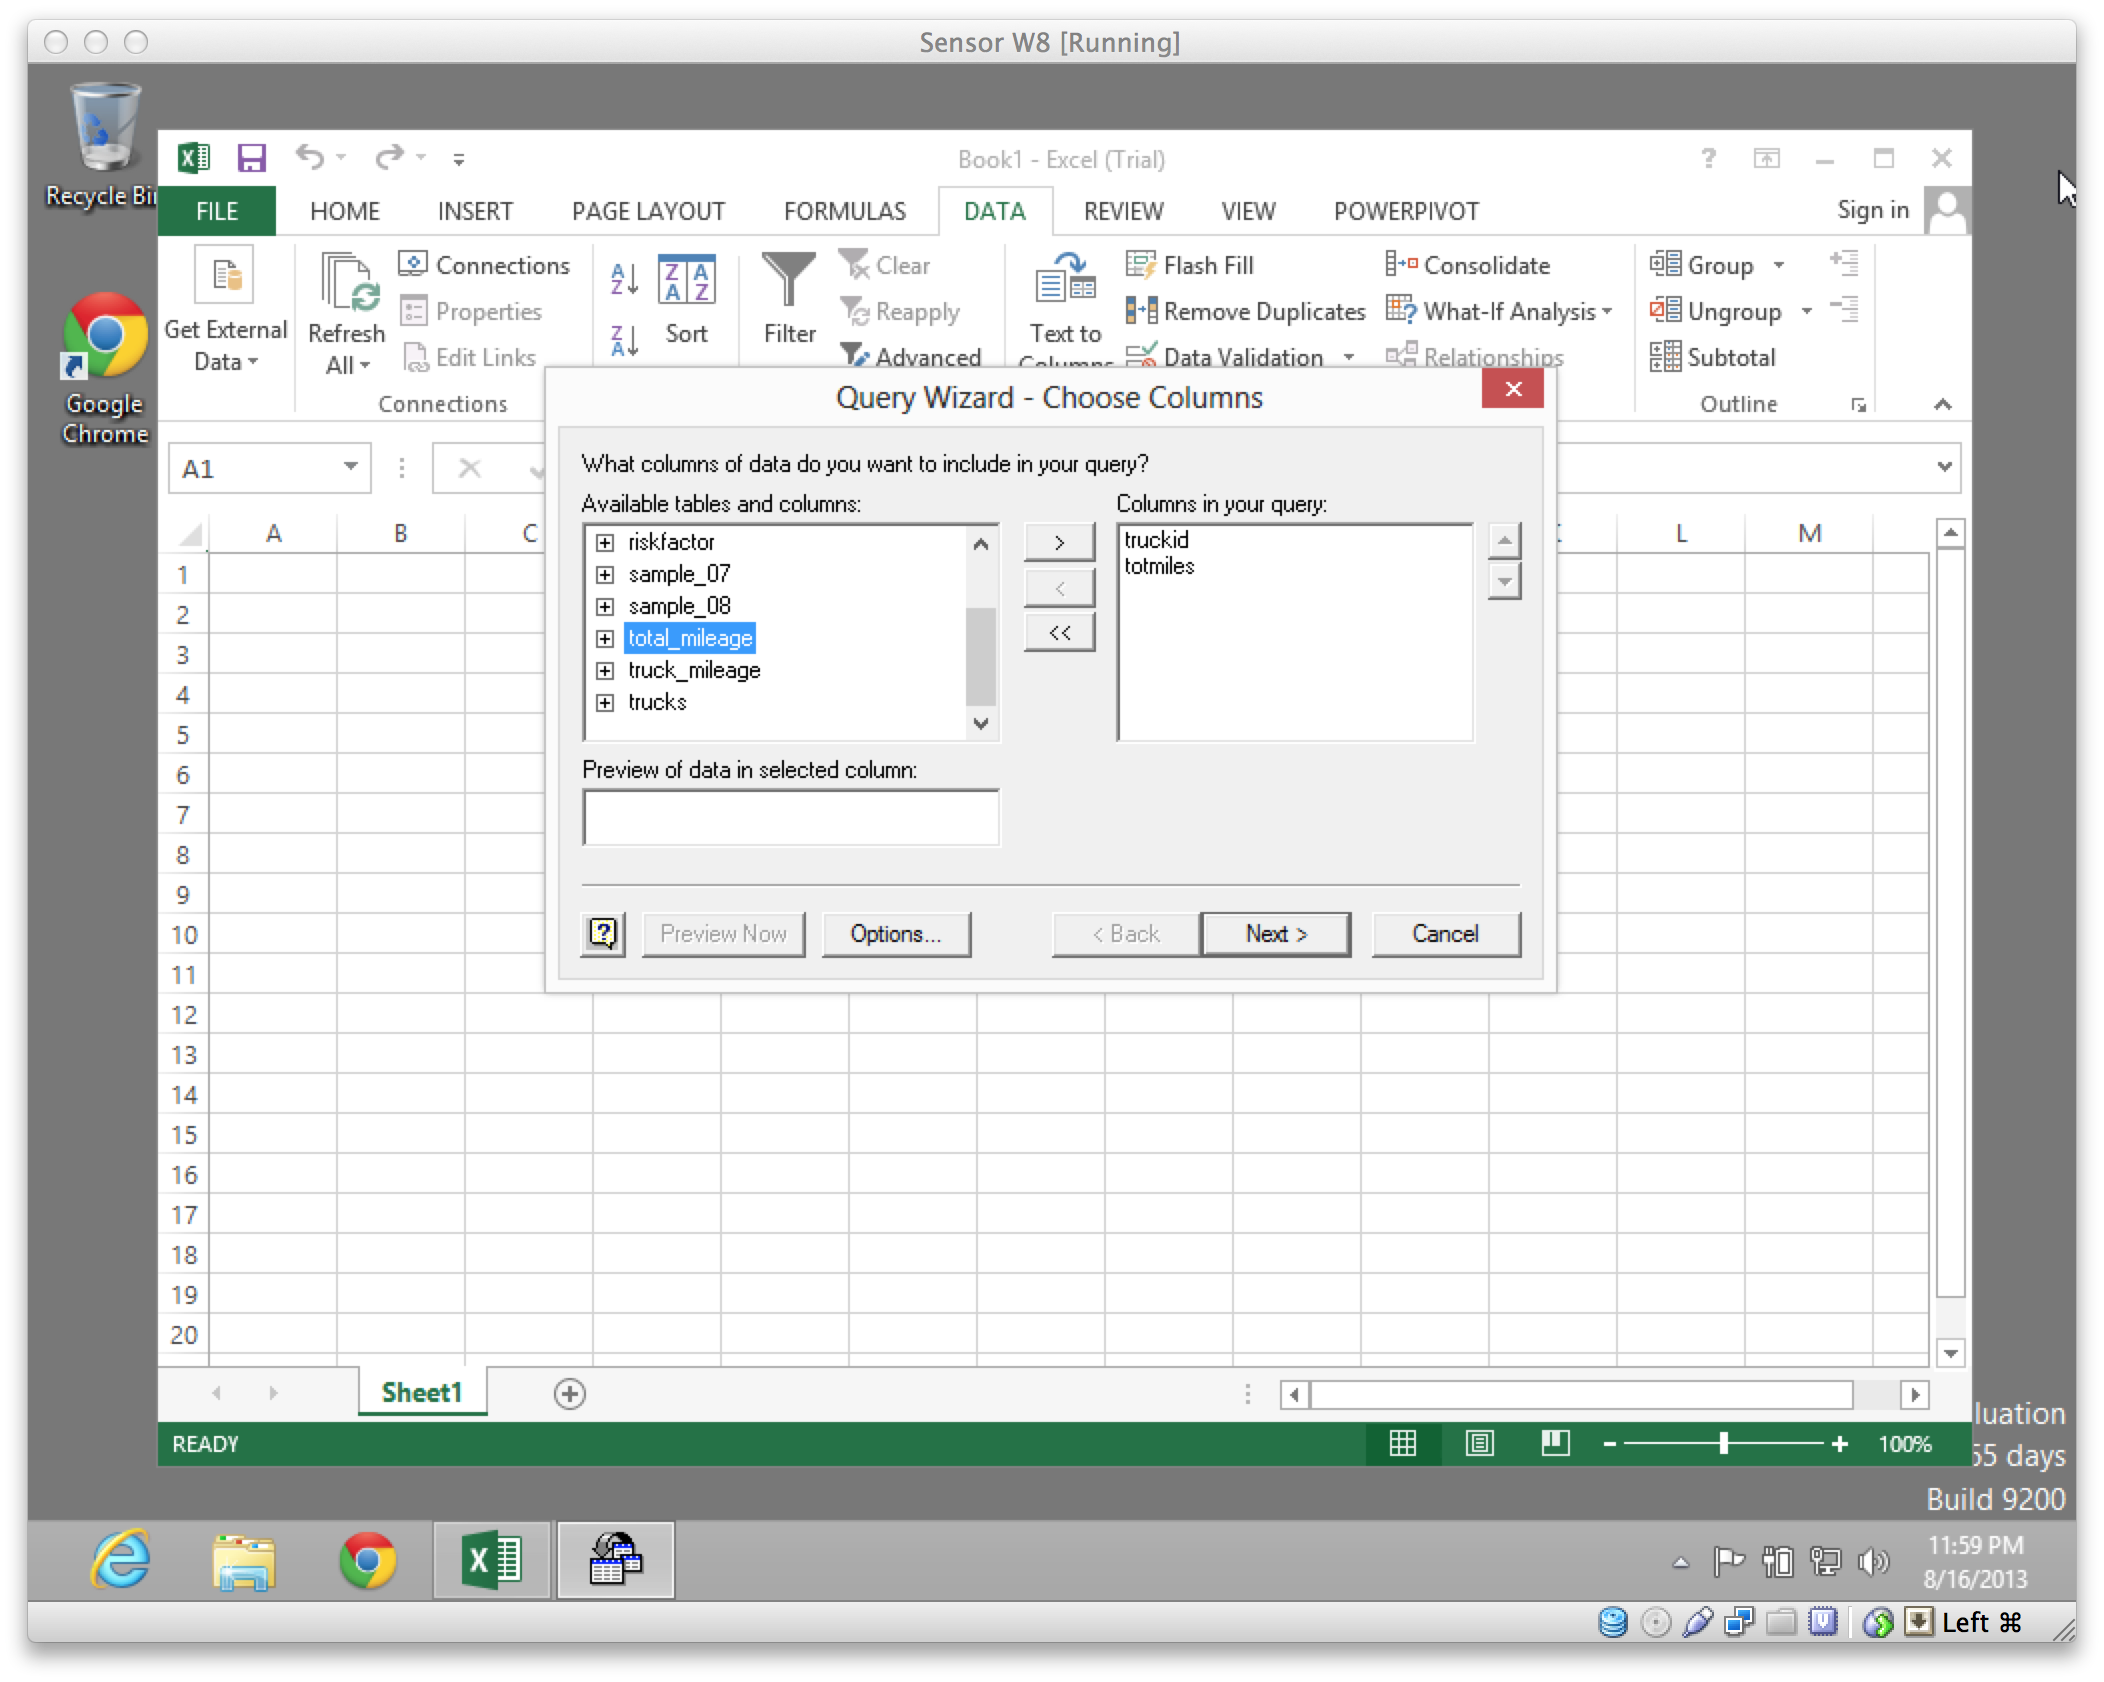 Sensor W8 [Running]
Recycle Bi
Google
Chrome
Book1 - Excel (Trial)
?
FILE HOME INSERT PAGE LAYOUT FORMULAS DATA REVIEW VIEW POWERPIVOT Sign in
Get External
Data
Refresh
All
Connections
Properties
Edit Links
Connections
Sort
Filter
Clear
Reapply
Advanced
Text to
Columns
Flash Fill
Remove Duplicates
Data Validation
Consolidate
What-If Analysis
Relationships
Group
Ungroup
Subtotal
Outline
A1
A B C L M
1
2
3
4
5
6
7
8
9
10
11
12
13
14
15
16
17
18
19
20
Query Wizard - Choose Columns
What columns of data do you want to include in your query?
Available tables and columns:
riskfactor
sample_07
sample_08
total_mileage
truck_mileage
trucks
>
<
<<
Columns in your query:
truckid
totmiles
Preview of data in selected column:
? Preview Now Options... < Back Next > Cancel
Sheet1
READY
100%
luation
55 days
Build 9200
11:59 PM
8/16/2013
Left ⌘